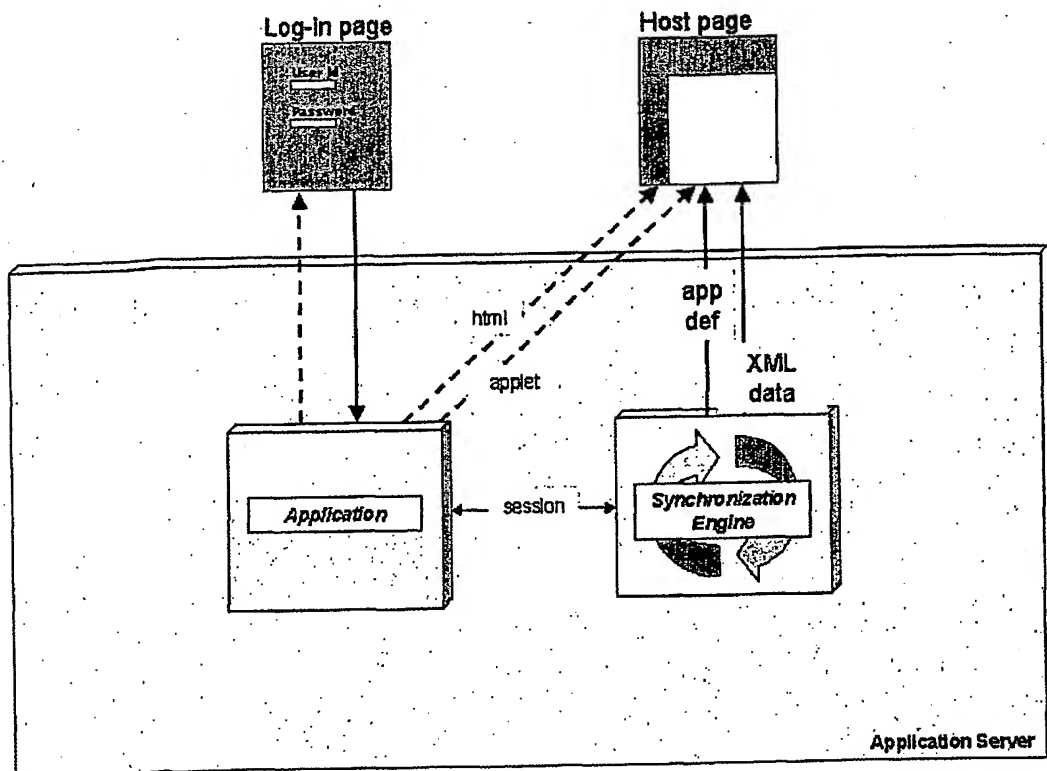 Log-in page
Host page
User Id
Password
html
applet
app
def
XML
data
Application
session
Synchronization
Engine
Application Server